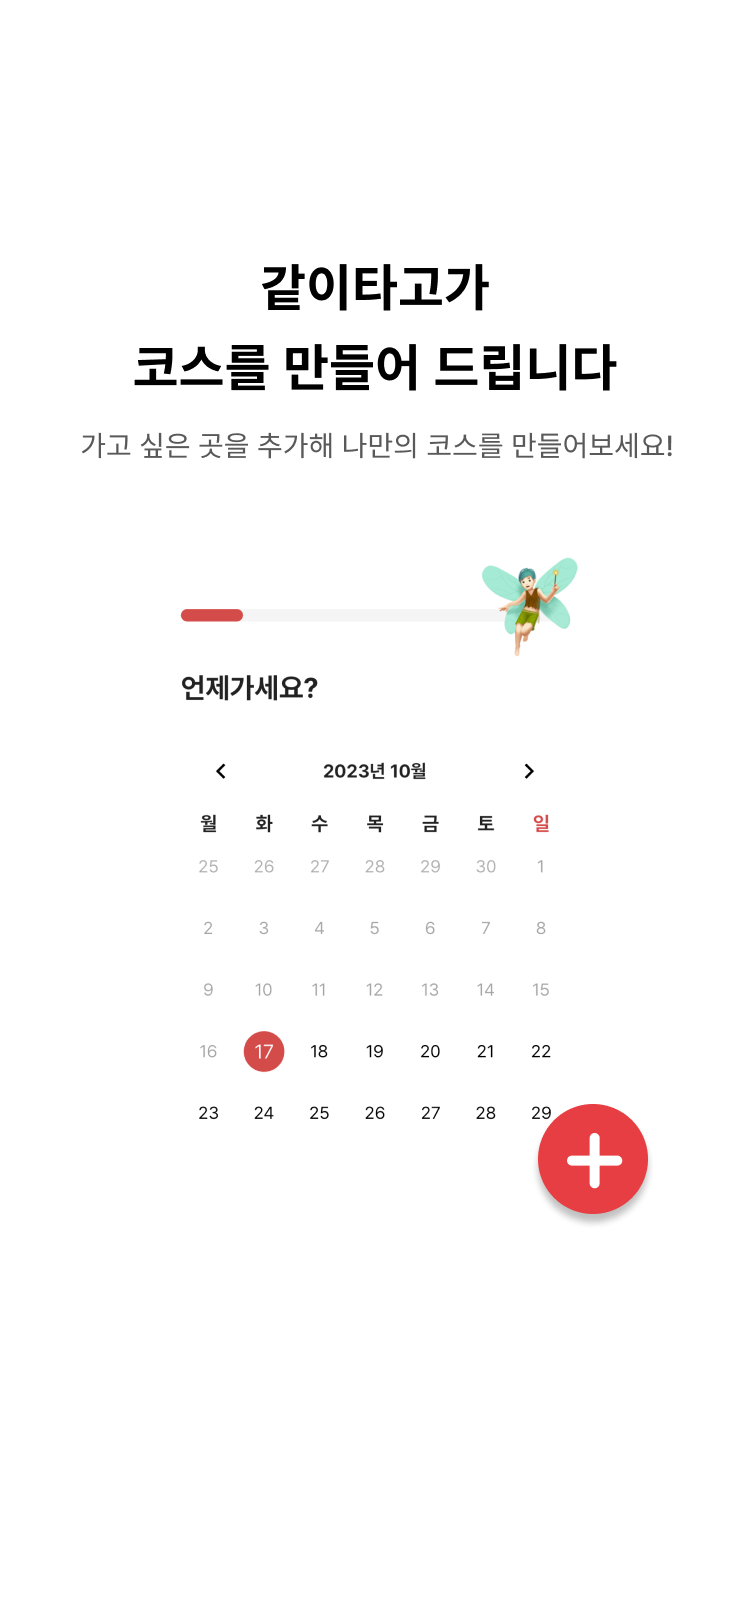 같이타고가
코스를 만들어 드립니다
가고 싶은 곳을 추가해 나만의 코스를 만들어보세요!
언제가세요?
2023년 10월
월 화 수 목 금 토 일
25 26 27 28 29 30 1
2 3 4 5 6 7 8
9 10 11 12 13 14 15
16 17 18 19 20 21 22
23 24 25 26 27 28 29